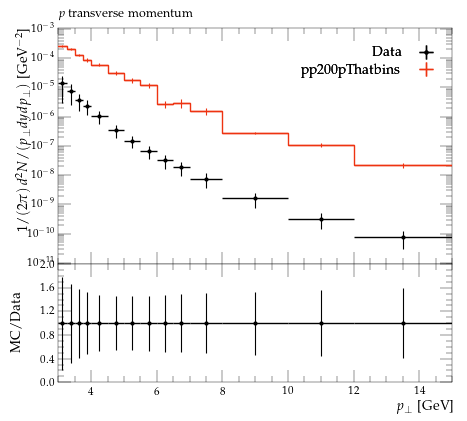 p transverse momentum
1/(2π) d²N/(p⊥dydp⊥) [GeV⁻²]
10⁻³
10⁻⁴
10⁻⁵
10⁻⁶
10⁻⁷
10⁻⁸
10⁻⁹
10⁻¹⁰
10⁻¹¹
Data
pp200pThatbins
MC/Data
2.0
1.6
1.2
0.8
0.4
0.0
4 6 8 10 12 14
p⊥ [GeV]